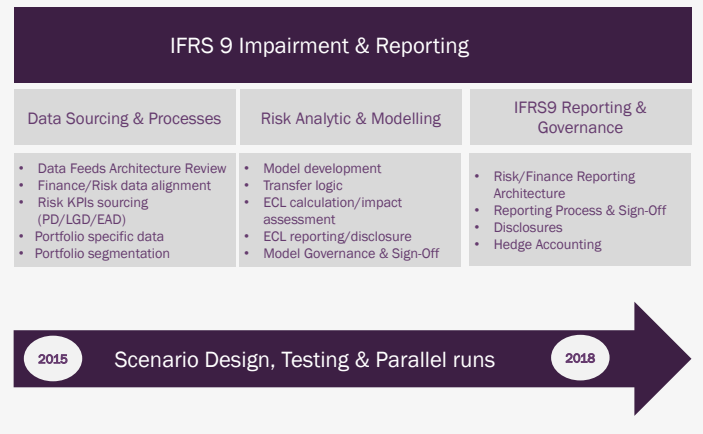 IFRS 9 Impairment & Reporting
Data Sourcing & Processes
• Data Feeds Architecture Review
• Finance/Risk data alignment
• Risk KPIs sourcing
(PD/LGD/EAD)
• Portfolio specific data
• Portfolio segmentation
Risk Analytic & Modelling
• Model development
• Transfer logic
• ECL calculation/impact
assessment
• ECL reporting/disclosure
• Model Governance & Sign-Off
IFRS9 Reporting &
Governance
• Risk/Finance Reporting
Architecture
• Reporting Process & Sign-Off
• Disclosures
• Hedge Accounting
2015
Scenario Design, Testing & Parallel runs
2018